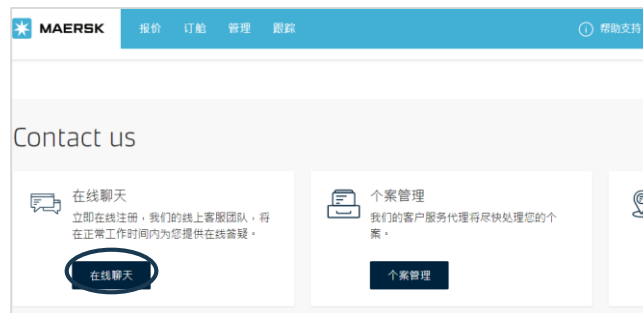 MAERSK 报价 订舱 管理 跟踪 帮助支持
Contact us
在线聊天
立即在线注册，我们的线上客服团队，将
在正常工作时间内为您提供在线答疑。
在线聊天
个案管理
我们的客户服务代理将尽快处理您的个
案。
个案管理